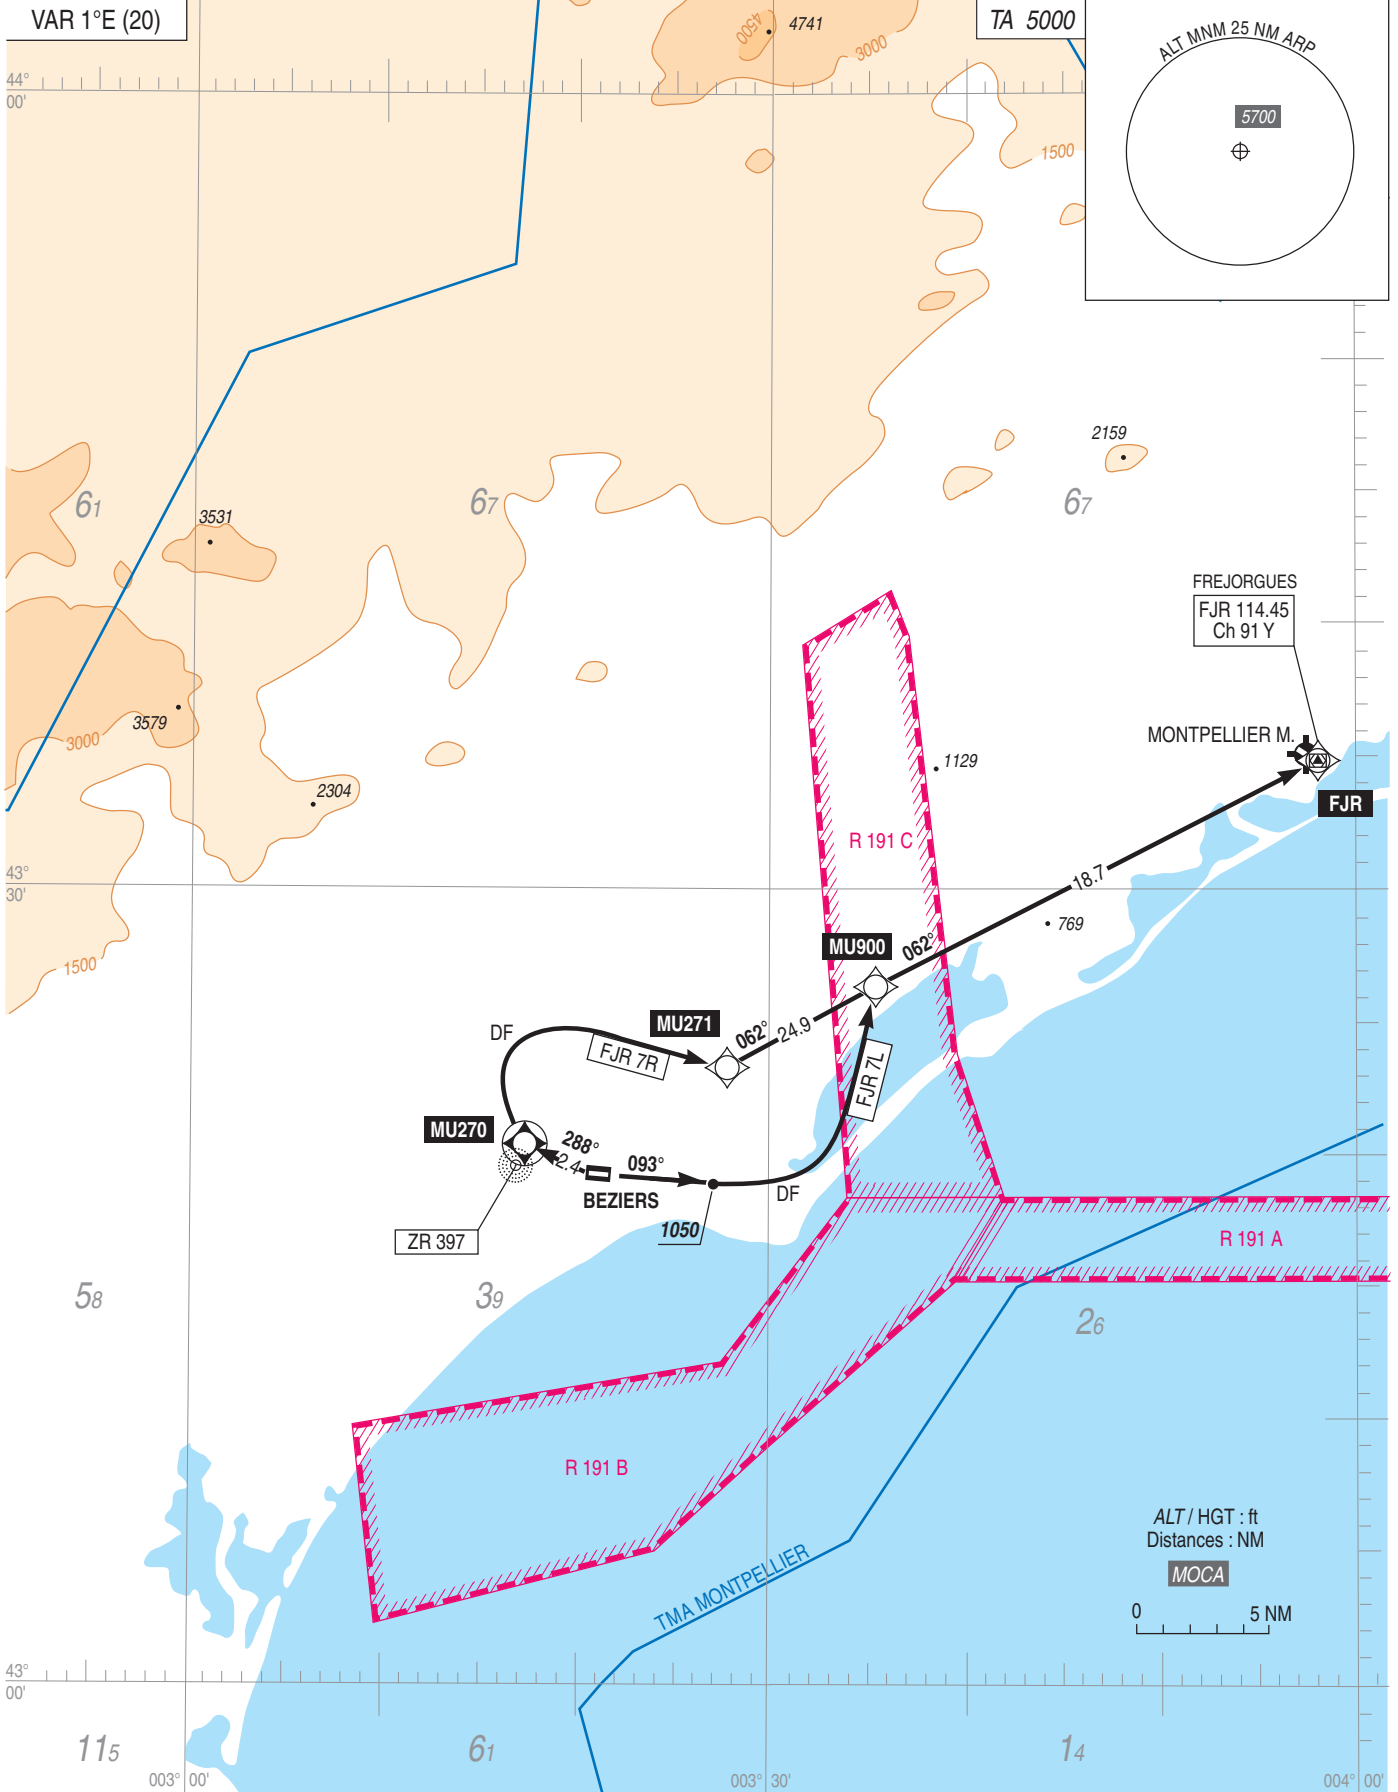 VAR 1°E (20)
4741
4500
3000
TA 5000
ALT MNM 25 NM ARP
5700
44°
00'
1500
2159
61
67
67
3531
FREJORGUES
FJR 114.45
Ch 91 Y
3579
3000
MONTPELLIER M.
1129
2304
FJR
R 191 C
43°
30'
18.7
769
MU900
062°
1500
MU271
DF
062°
24.9
FJR 7R
FJR 7L
MU270
288°
2.4
093°
BEZIERS
DF
1050
ZR 397
R 191 A
58
39
26
R 191 B
ALT / HGT : ft
Distances : NM
MOCA
TMA MONTPELLIER
0 5 NM
43°
00'
115
61
14
003° 00'
003° 30'
004° 00'